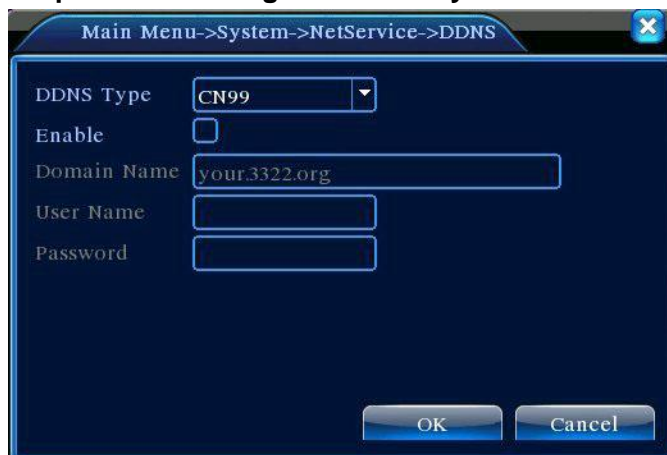 Main Menu->System->NetService->DDNS
DDNS Type CN99
Enable
Domain Name your.3322.org
User Name
Password
OK Cancel